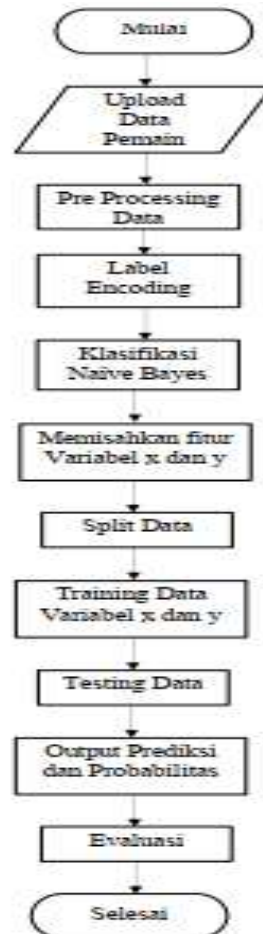 Mulai
Upload
Data
Pemain
Pre Processing
Data
Label
Encoding
Klasifikasi
Naive Bayes
Memisahkan fitur
Variabel x dan y
Split Data
Training Data
Variabel x dan y
Testing Data
Output Prediksi
dan Probabilitas
Evaluasi
Selesai